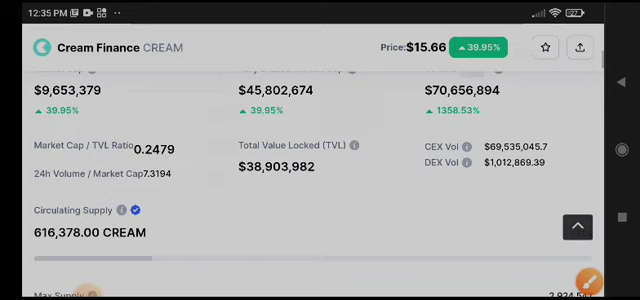 12:35 PM
27
Cream Finance CREAM
Price:$15.66
39.95%
$9,653,379
$45,802,674
$70,656,894
39.95%
39.95%
1358.53%
Market Cap / TVL Ratio 0.2479
Total Value Locked (TVL)
CEX Vol $69,535,045.7
$38,903,982
DEX Vol $1,012,869.39
24h Volume / Market Cap 7.3194
Circulating Supply
616,378.00 CREAM
Max Supply